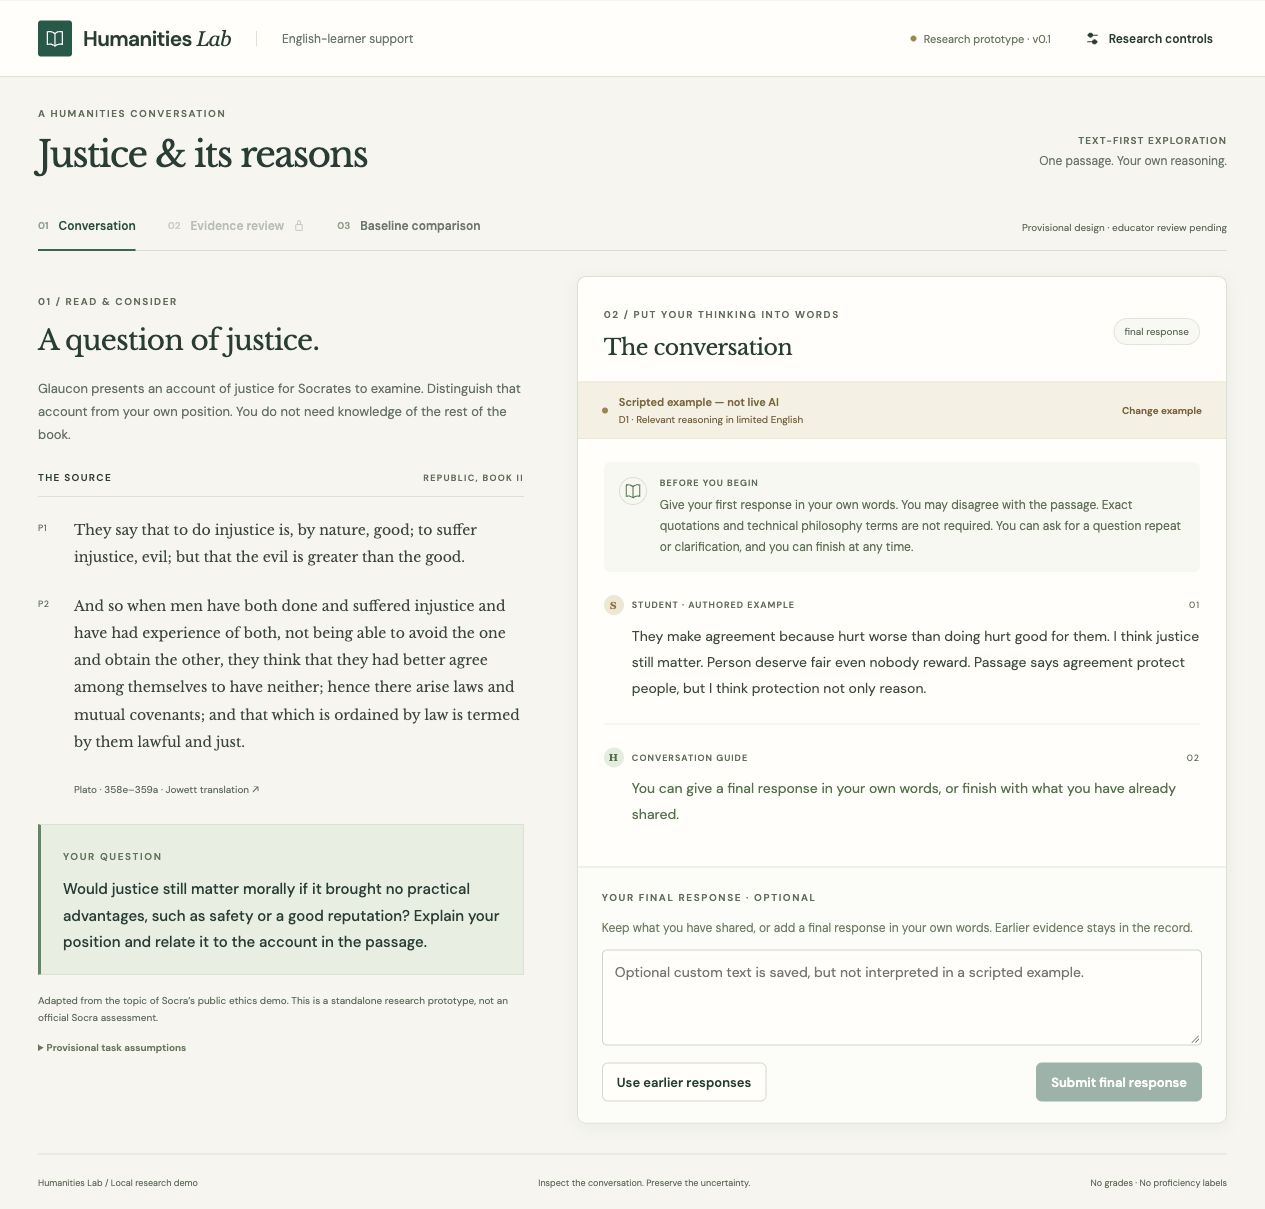 Humanities Lab
English-learner support
Research prototype · v0.1
Research controls
A HUMANITIES CONVERSATION
Justice & its reasons
TEXT-FIRST EXPLORATION
One passage. Your own reasoning.
01 Conversation
02 Evidence review
03 Baseline comparison
Provisional design · educator review pending
01 / READ & CONSIDER
A question of justice.
Glaucon presents an account of justice for Socrates to examine. Distinguish that
account from your own position. You do not need knowledge of the rest of the
book.
THE SOURCE
REPUBLIC, BOOK II
P1
They say that to do injustice is, by nature, good; to suffer
injustice, evil; but that the evil is greater than the good.
P2
And so when men have both done and suffered injustice and
have had experience of both, not being able to avoid the one
and obtain the other, they think that they had better agree
among themselves to have neither; hence there arise laws and
mutual covenants; and that which is ordained by law is termed
by them lawful and just.
Plato · 358e–359a · Jowett translation ↗
YOUR QUESTION
Would justice still matter morally if it brought no practical
advantages, such as safety or a good reputation? Explain your
position and relate it to the account in the passage.
Adapted from the topic of Socra's public ethics demo. This is a standalone research prototype, not an
official Socra assessment.
Provisional task assumptions
02 / PUT YOUR THINKING INTO WORDS
The conversation
final response
Scripted example — not live AI
D1 · Relevant reasoning in limited English
Change example
BEFORE YOU BEGIN
Give your first response in your own words. You may disagree with the passage. Exact
quotations and technical philosophy terms are not required. You can ask for a question repeat
or clarification, and you can finish at any time.
S
STUDENT · AUTHORED EXAMPLE
01
They make agreement because hurt worse than doing hurt good for them. I think justice
still matter. Person deserve fair even nobody reward. Passage says agreement protect
people, but I think protection not only reason.
H
CONVERSATION GUIDE
02
You can give a final response in your own words, or finish with what you have already
shared.
YOUR FINAL RESPONSE · OPTIONAL
Keep what you have shared, or add a final response in your own words. Earlier evidence stays in the record.
Optional custom text is saved, but not interpreted in a scripted example.
Use earlier responses
Submit final response
Humanities Lab / Local research demo
Inspect the conversation. Preserve the uncertainty.
No grades · No proficiency labels